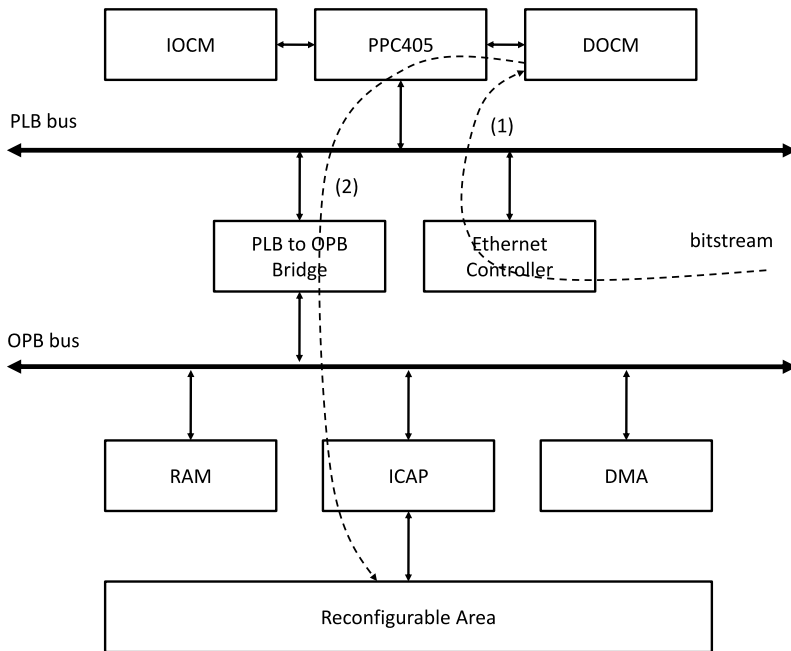 IOCM
PPC405
DOCM
PLB bus
(1)
(2)
PLB to OPB
Bridge
Ethernet
Controller
bitstream
OPB bus
RAM
ICAP
DMA
Reconfigurable Area